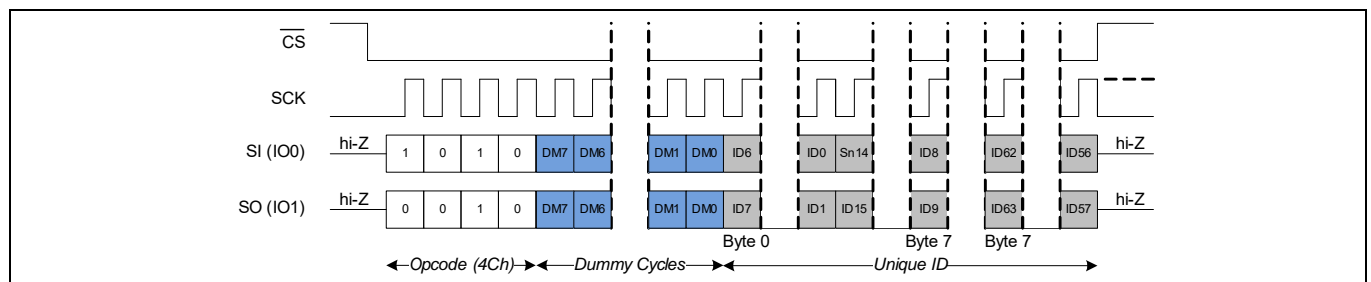 CS
SCK
SI (IO0) hi-Z 1 0 1 0 DM7 DM6 DM1 DM0 ID6 ID0 Sn14 ID8 ID62 ID56 hi-Z
SO (IO1) hi-Z 0 0 1 0 DM7 DM6 DM1 DM0 ID7 ID1 ID15 ID9 ID63 ID57 hi-Z
Byte 0 Byte 7 Byte 7
Opcode (4Ch) Dummy Cycles Unique ID